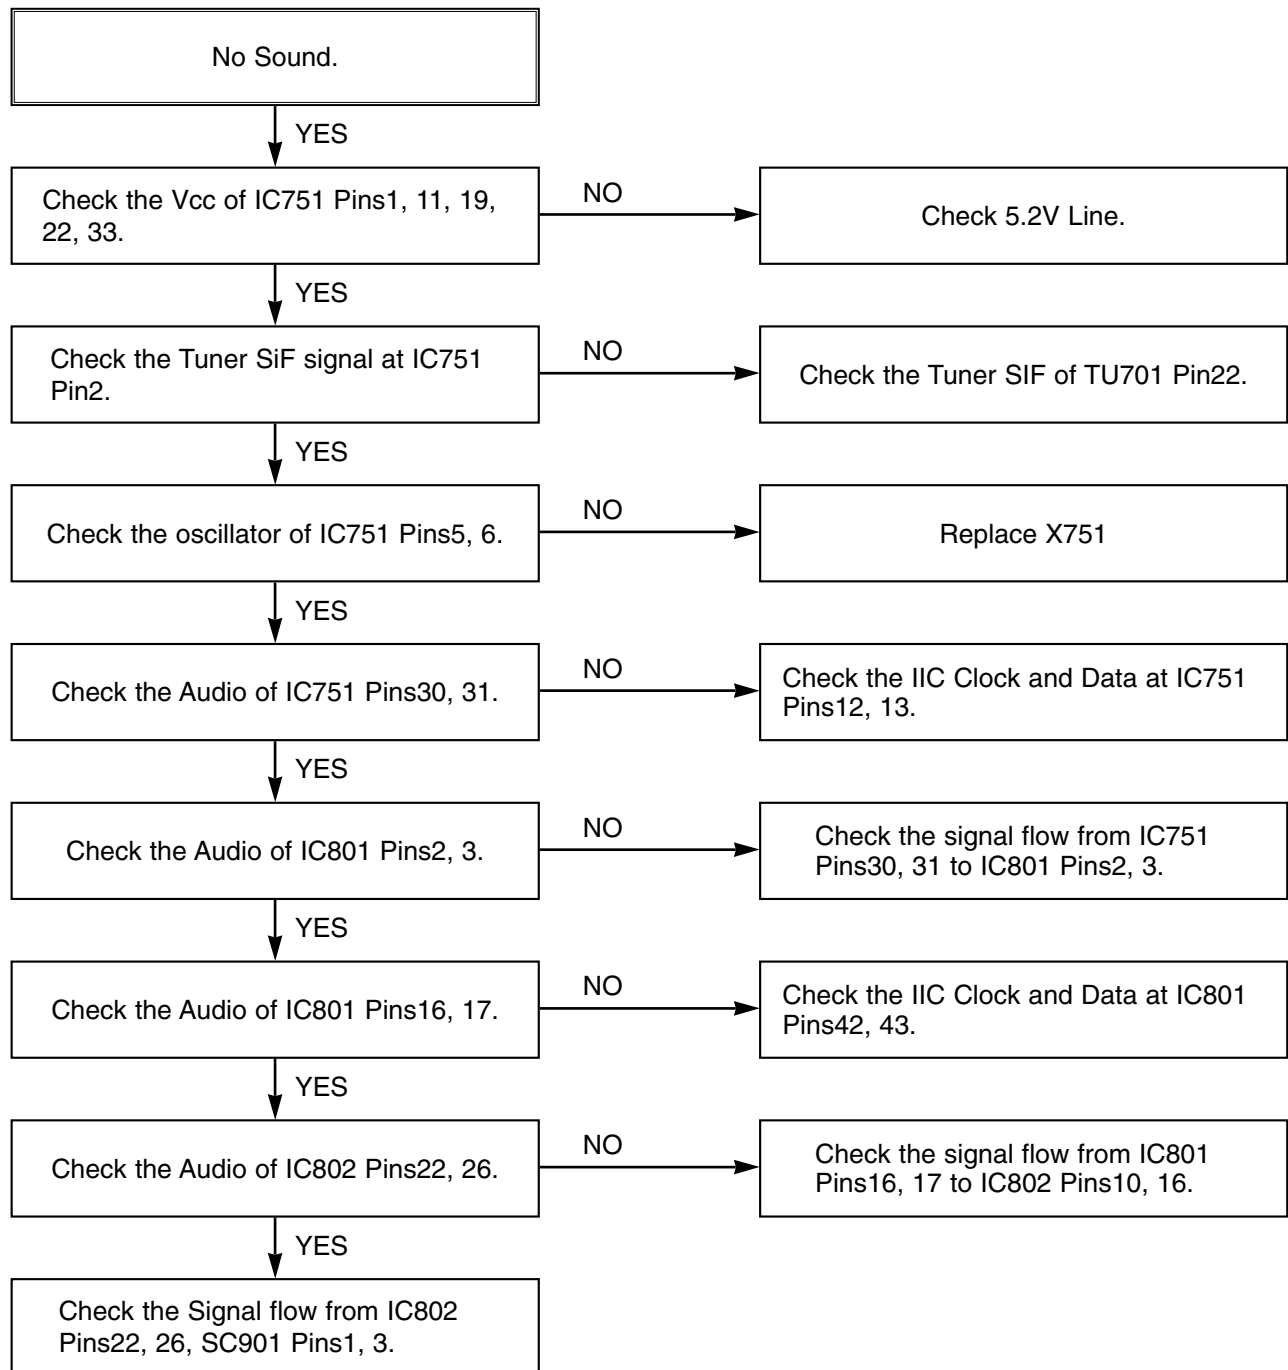 No Sound.
YES
Check the Vcc of IC751 Pins1, 11, 19,
22, 33.
NO
Check 5.2V Line.
YES
Check the Tuner SiF signal at IC751
Pin2.
NO
Check the Tuner SIF of TU701 Pin22.
YES
Check the oscillator of IC751 Pins5, 6.
NO
Replace X751
YES
Check the Audio of IC751 Pins30, 31.
NO
Check the IIC Clock and Data at IC751
Pins12, 13.
YES
Check the Audio of IC801 Pins2, 3.
NO
Check the signal flow from IC751
Pins30, 31 to IC801 Pins2, 3.
YES
Check the Audio of IC801 Pins16, 17.
NO
Check the IIC Clock and Data at IC801
Pins42, 43.
YES
Check the Audio of IC802 Pins22, 26.
NO
Check the signal flow from IC801
Pins16, 17 to IC802 Pins10, 16.
YES
Check the Signal flow from IC802
Pins22, 26, SC901 Pins1, 3.